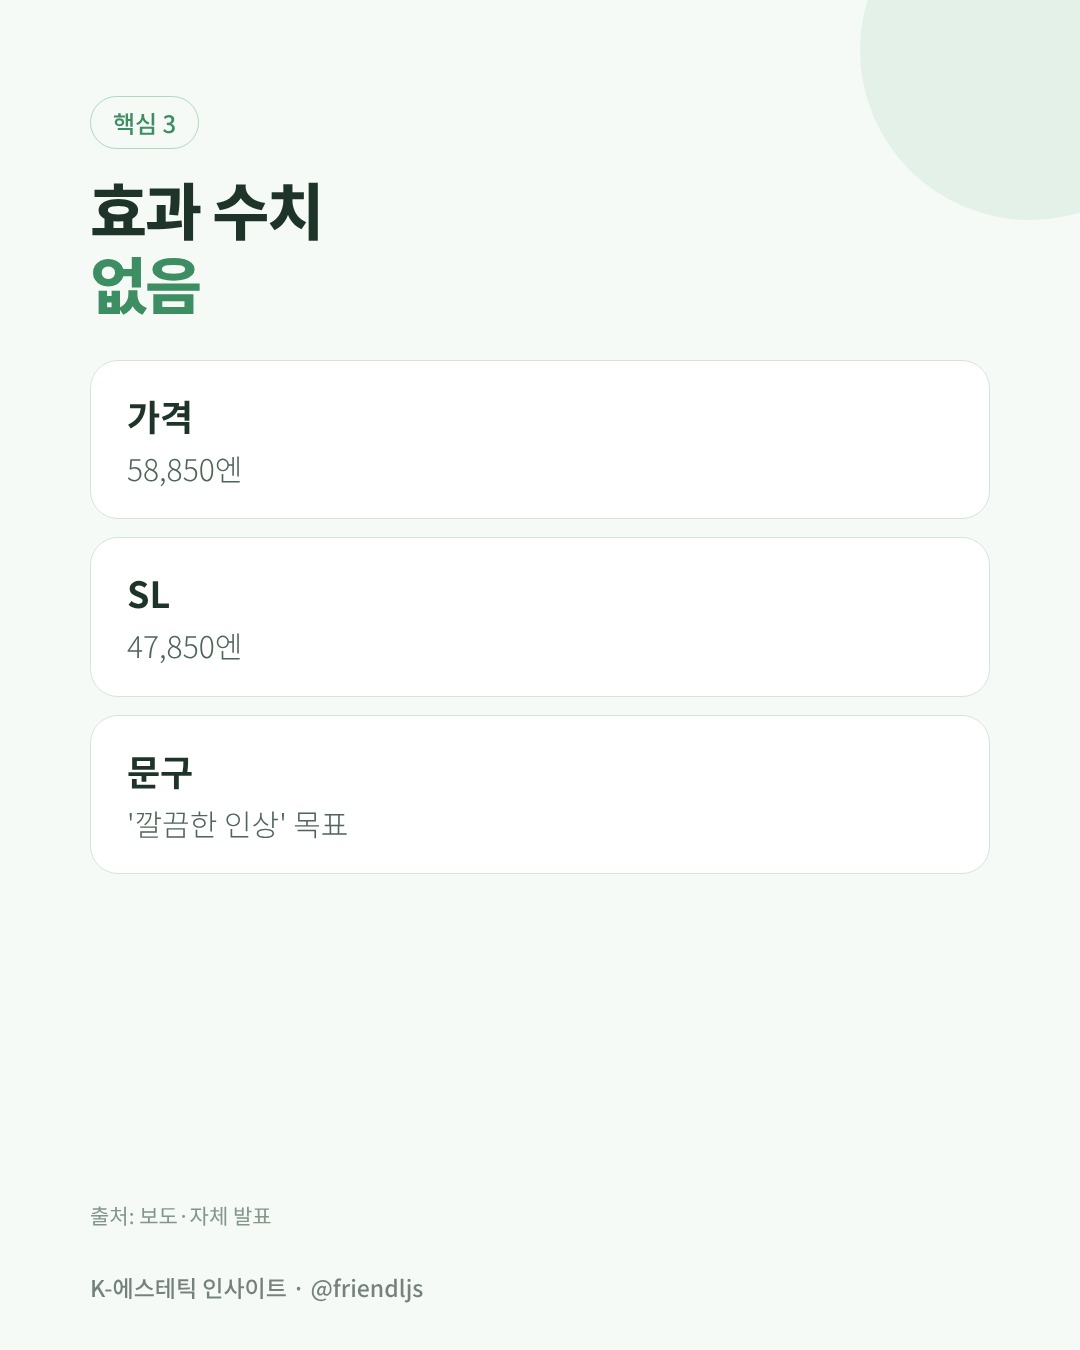 핵심 3
효과 수치
없음
가격
58,850엔
SL
47,850엔
문구
'깔끔한 인상' 목표
출처: 보도·자체 발표
K-에스테틱 인사이트 · @friendljs